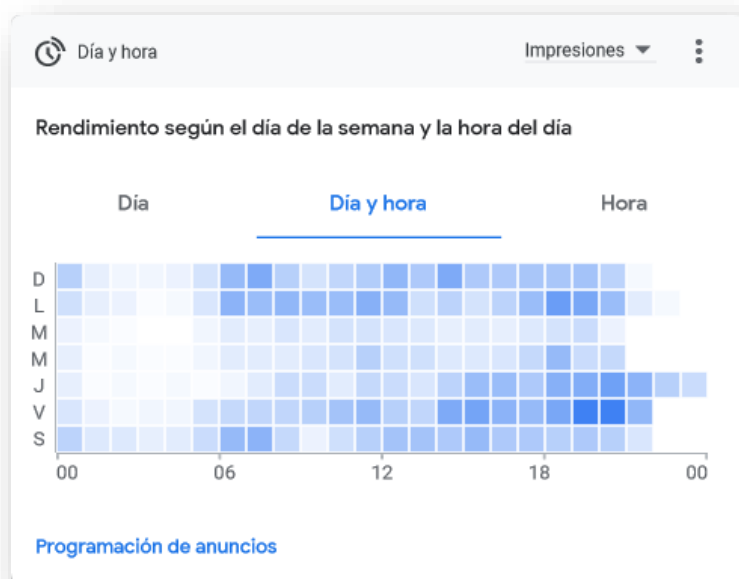 Día y hora
Impresiones
Rendimiento según el día de la semana y la hora del día
Día Día y hora Hora
D
L
M
M
J
V
S
00 06 12 18 00
Programación de anuncios